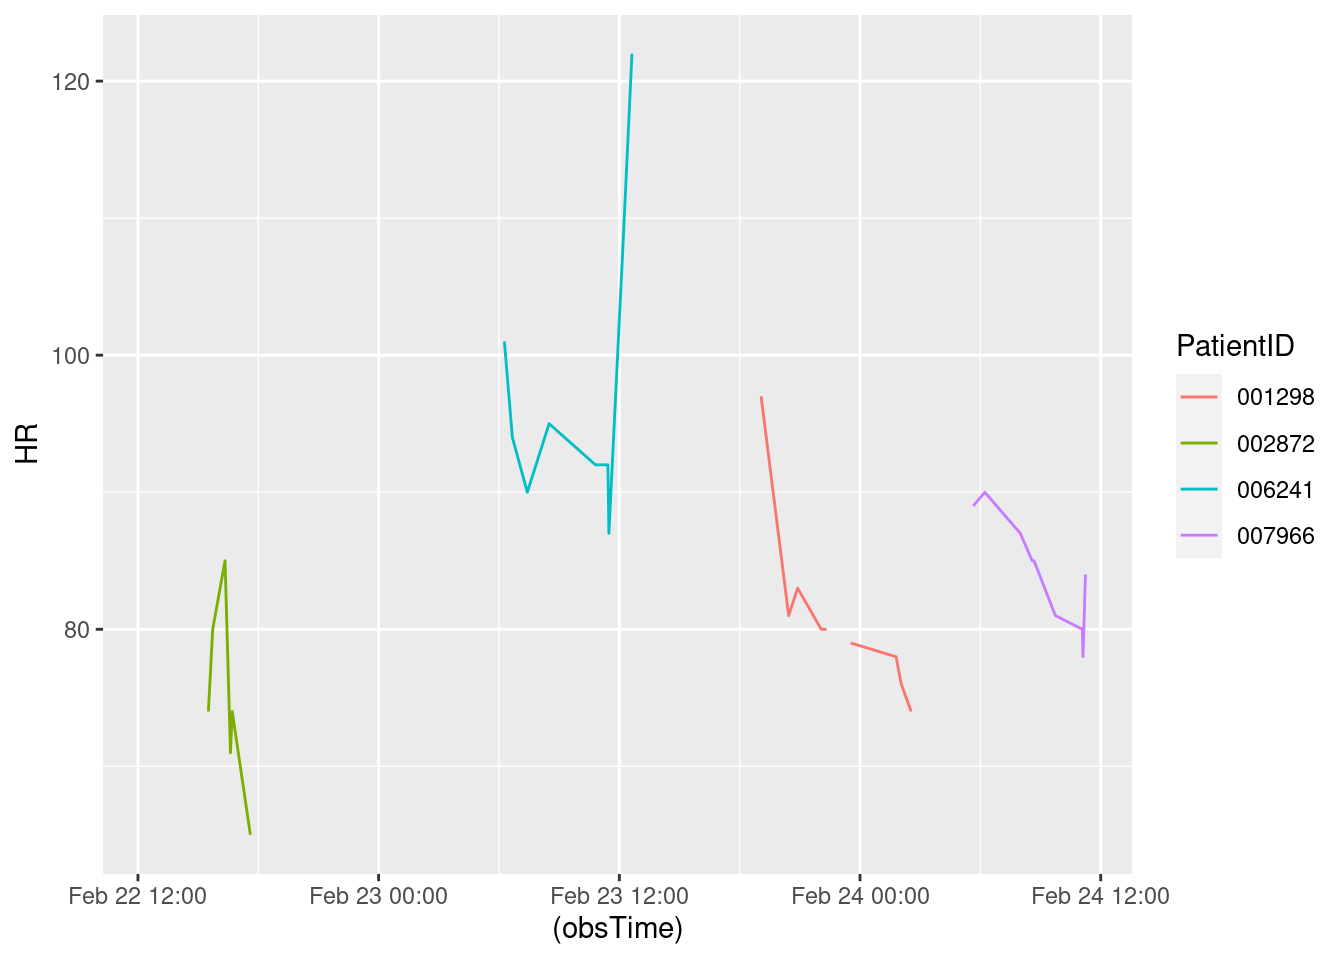 120
100
80
HR
Feb 22 12:00
Feb 23 00:00
Feb 23 12:00
Feb 24 00:00
Feb 24 12:00
(obsTime)
PatientID
001298
002872
006241
007966